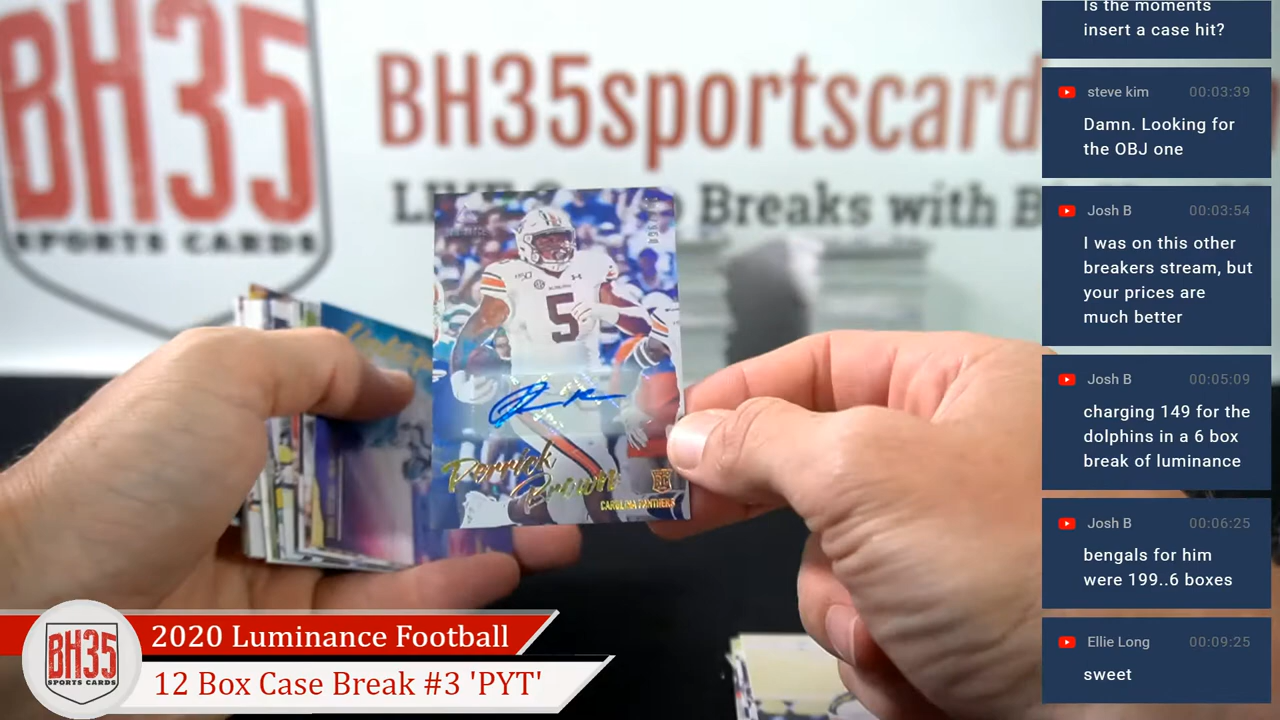 BH35
SPORTS CARDS
BH35sportscard
Breaks with B
5
Derrick
Brown
CAROLINA PANTHERS
Is the moments
insert a case hit?
steve kim 00:03:39
Damn. Looking for
the OBJ one
Josh B 00:03:54
I was on this other
breakers stream, but
your prices are
much better
Josh B 00:05:09
charging 149 for the
dolphins in a 6 box
break of luminance
Josh B 00:06:25
bengals for him
were 199..6 boxes
Ellie Long 00:09:25
sweet
BH35
SPORTS CARDS
2020 Luminance Football
12 Box Case Break #3 'PYT'